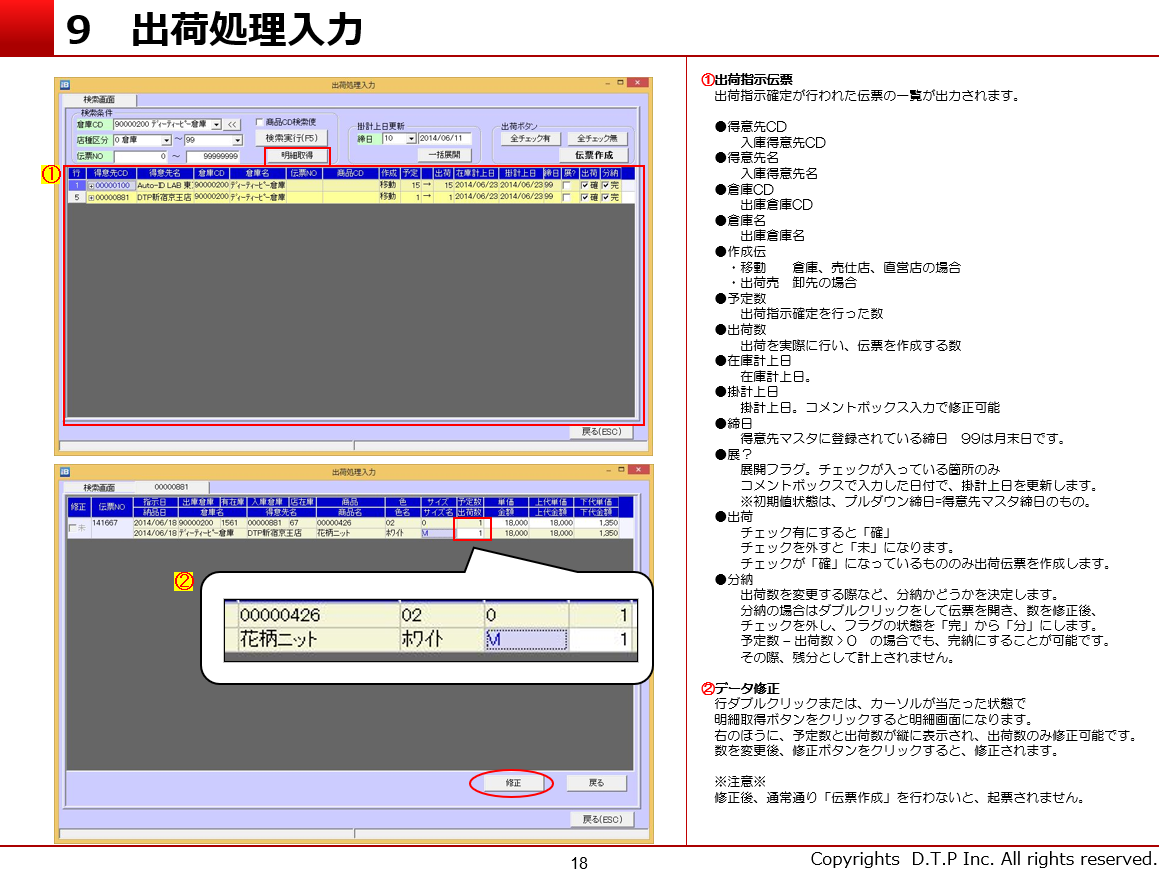 9 出荷処理入力
出荷処理入力
検索画面
検索条件
倉庫CD 90000200 ディーティーピー倉庫 <<
商品CD検索便
店種区分 0 倉庫 ～ 99
検索実行(F5)
伝票NO 0 ～ 99999999
明細取得
掛計上日更新
締日 10 2014/06/11
一括展開
出荷ボタン
全チェック有 全チェック無
伝票作成
①
行 得意先CD 得意先名 倉庫CD 倉庫名 伝票NO 商品CD 作成 予定 出荷 在庫計上日 掛計上日 締日 展? 出荷 分納
1 00000100 Auto-ID LAB 東 90000200 ディーティーピー倉庫 移動 15 → 15 2014/06/23 2014/06/23 99 確 完
5 00000881 DTP新宿京王店 90000200 ディーティーピー倉庫 移動 1 → 1 2014/06/23 2014/06/23 99 確 完
戻る(ESC)
出荷処理入力
検索画面 00000881
修正 伝票NO 指示日 出庫倉庫 有在庫 入庫倉庫 店在庫 商品 色 サイズ 予定数 単価 上代単価 下代単価
納品日 倉庫名 得意先名 商品名 色名 サイズ名 出荷数 金額 上代金額 下代金額
未 141667 2014/06/18 90000200 1561 00000881 67 00000426 02 0 1 18,000 18,000 1,350
2014/06/18 ディーティーピー倉庫 DTP新宿京王店 花柄ニット ホワイト M 1 18,000 18,000 1,350
②
00000426 02 0 1
花柄ニット ホワイト M 1
修正 戻る
戻る(ESC)
①出荷指示伝票
出荷指示確定が行われた伝票の一覧が出力されます。
●得意先CD
入庫得意先CD
●得意先名
入庫得意先名
●倉庫CD
出庫倉庫CD
●倉庫名
出庫倉庫名
●作成伝
・移動 倉庫、売仕店、直営店の場合
・出荷売 卸先の場合
●予定数
出荷指示確定を行った数
●出荷数
出荷を実際に行い、伝票を作成する数
●在庫計上日
在庫計上日。
●掛計上日
掛計上日。コメントボックス入力で修正可能
●締日
得意先マスタに登録されている締日 99は月末日です。
●展？
展開フラグ。チェックが入っている箇所のみ
コメントボックスで入力した日付で、掛計上日を更新します。
※初期値状態は、プルダウン締日=得意先マスタ締日のもの。
●出荷
チェック有にすると「確」
チェックを外すと「未」になります。
チェックが「確」になっているもののみ出荷伝票を作成します。
●分納
出荷数を変更する際など、分納かどうかを決定します。
分納の場合はダブルクリックをして伝票を開き、数を修正後、
チェックを外し、フラグの状態を「完」から「分」にします。
予定数－出荷数＞０ の場合でも、完納にすることが可能です。
その際、残分として計上されません。
②データ修正
行ダブルクリックまたは、カーソルが当たった状態で
明細取得ボタンをクリックすると明細画面になります。
右のほうに、予定数と出荷数が縦に表示され、出荷数のみ修正可能です。
数を変更後、修正ボタンをクリックすると、修正されます。
※注意※
修正後、通常通り「伝票作成」を行わないと、起票されません。
18
Copyrights D.T.P Inc. All rights reserved.